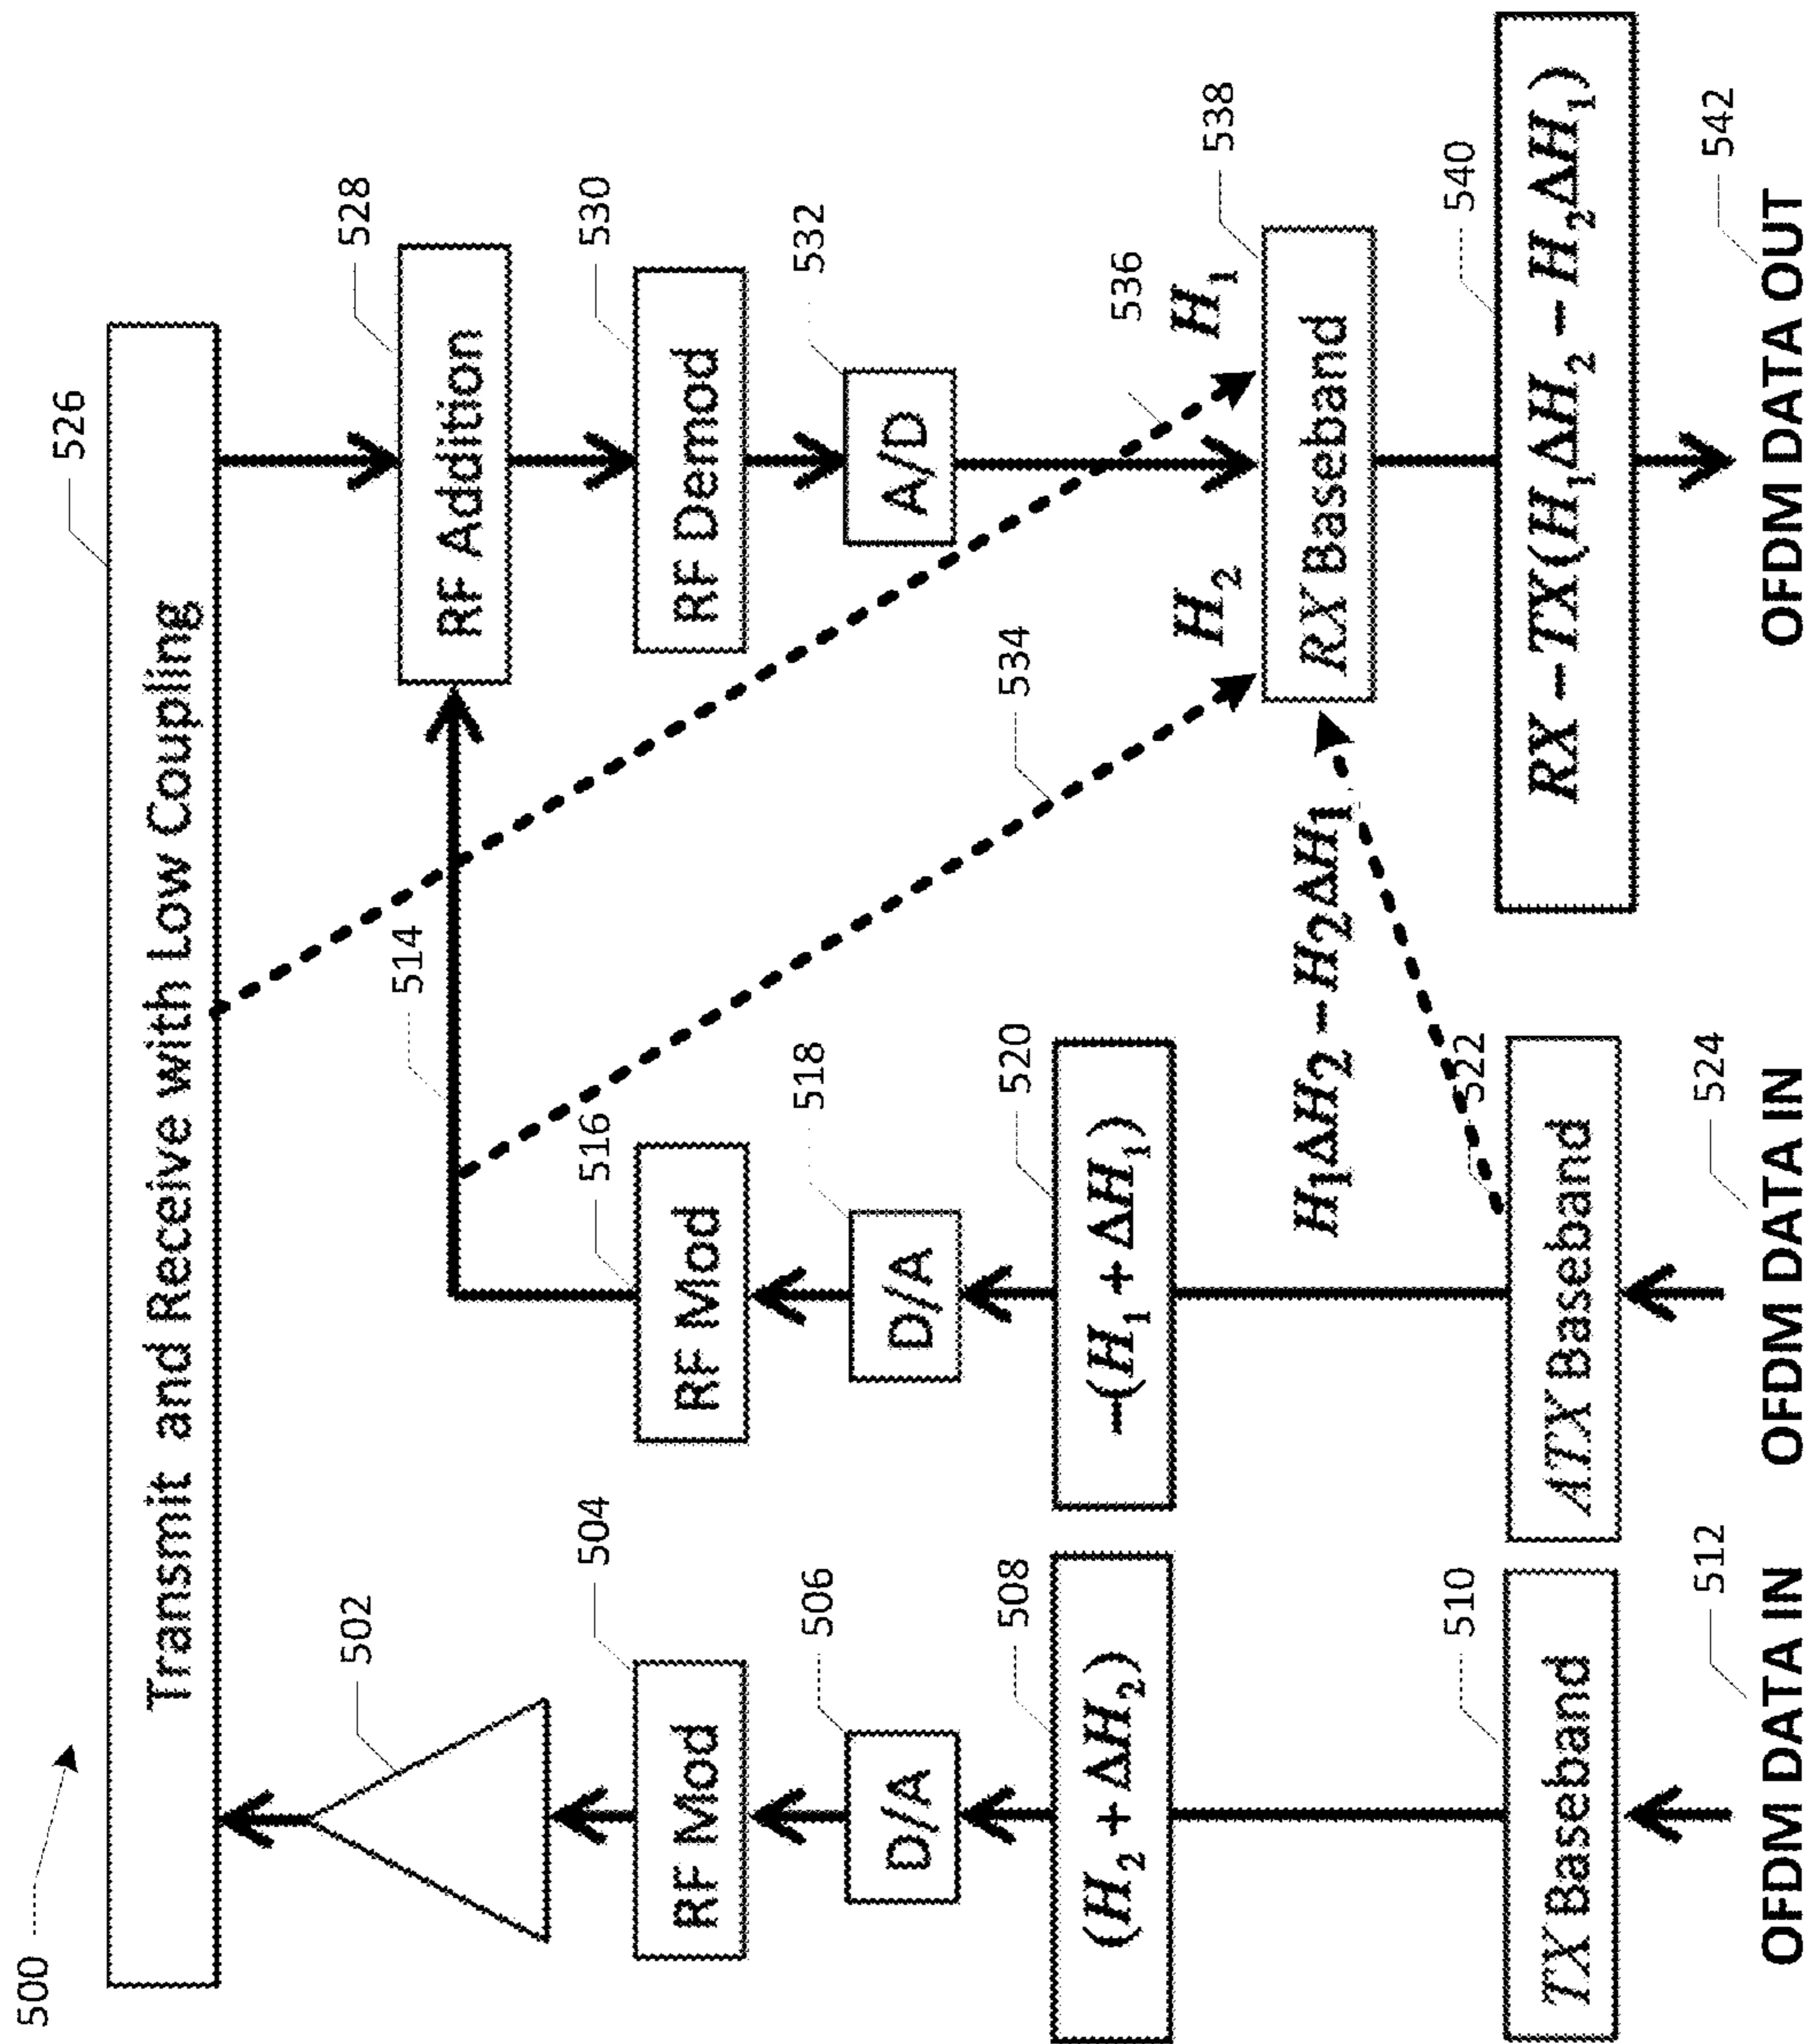 500
526
Transmit and Receive with Low Coupling
502
504
RF Mod
506
D/A
508
(H₂ + ΔH₂)
510
TX Baseband
512
OFDM DATA IN
514
516
RF Mod
518
D/A
520
−(H₁ + ΔH₁)
522
ATX Baseband
524
OFDM DATA IN
528
RF Addition
530
RF Demod
532
A/D
534
H₂
536
H₁
H₁ΔH₂ − H₂ΔH₁
538
RX Baseband
540
RX − TX(H₁ΔH₂ − H₂ΔH₁)
542
OFDM DATA OUT